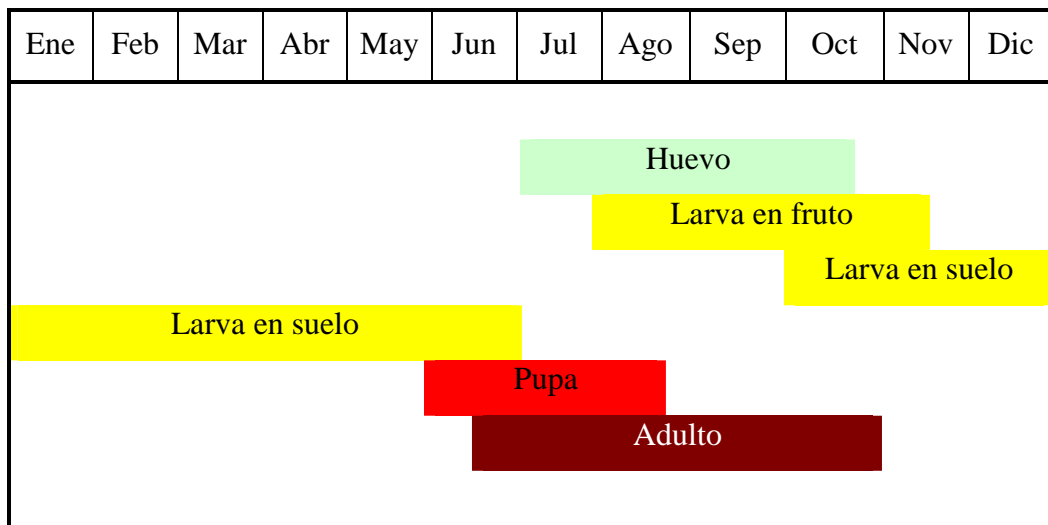 Ene Feb Mar Abr May Jun Jul Ago Sep Oct Nov Dic
Huevo
Larva en fruto
Larva en suelo
Larva en suelo
Pupa
Adulto